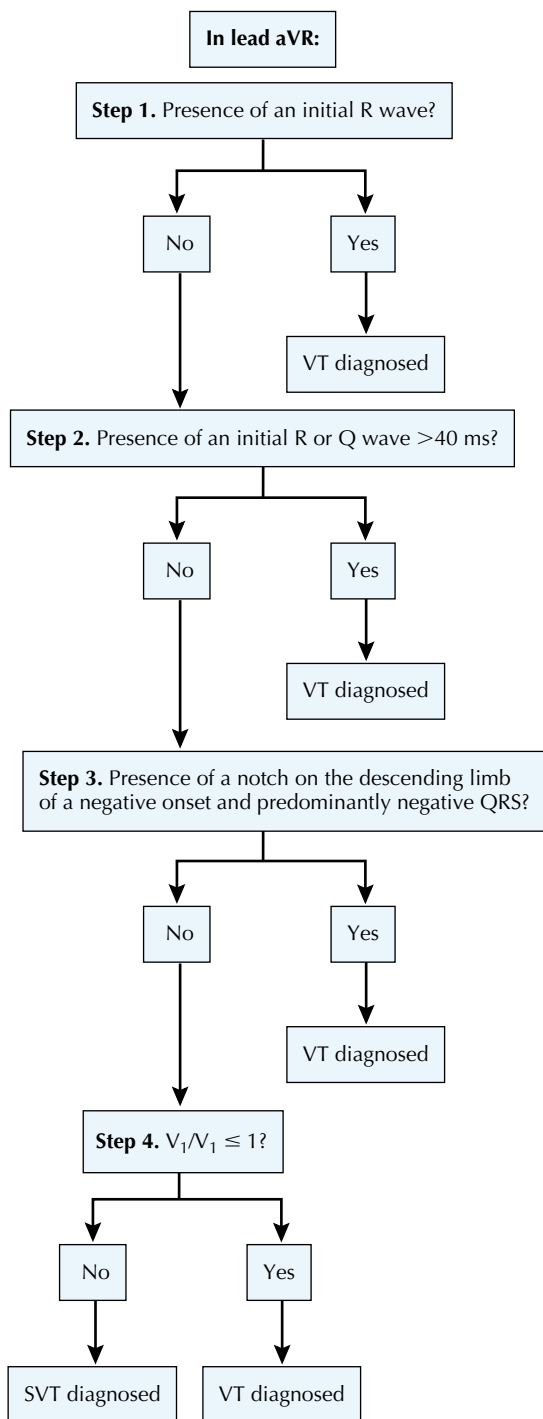 In lead aVR:
Step 1. Presence of an initial R wave?
No
Yes
VT diagnosed
Step 2. Presence of an initial R or Q wave >40 ms?
No
Yes
VT diagnosed
Step 3. Presence of a notch on the descending limb
of a negative onset and predominantly negative QRS?
No
Yes
VT diagnosed
Step 4. V₁/V₁ ≤ 1?
No
Yes
SVT diagnosed
VT diagnosed